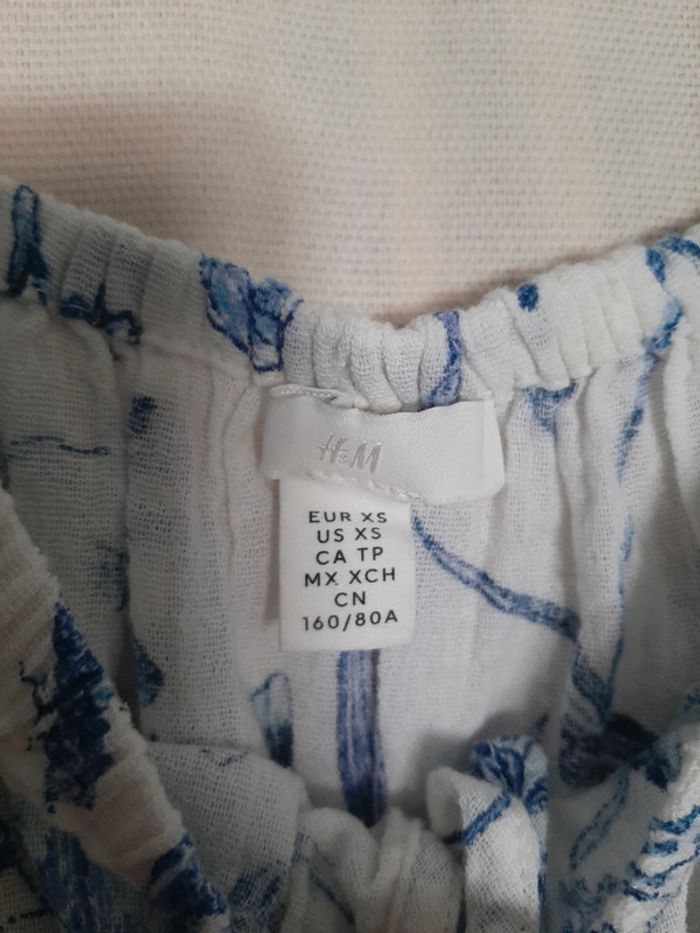 H&M
EUR XS
US XS
CA TP
MX XCH
CN
160/80A